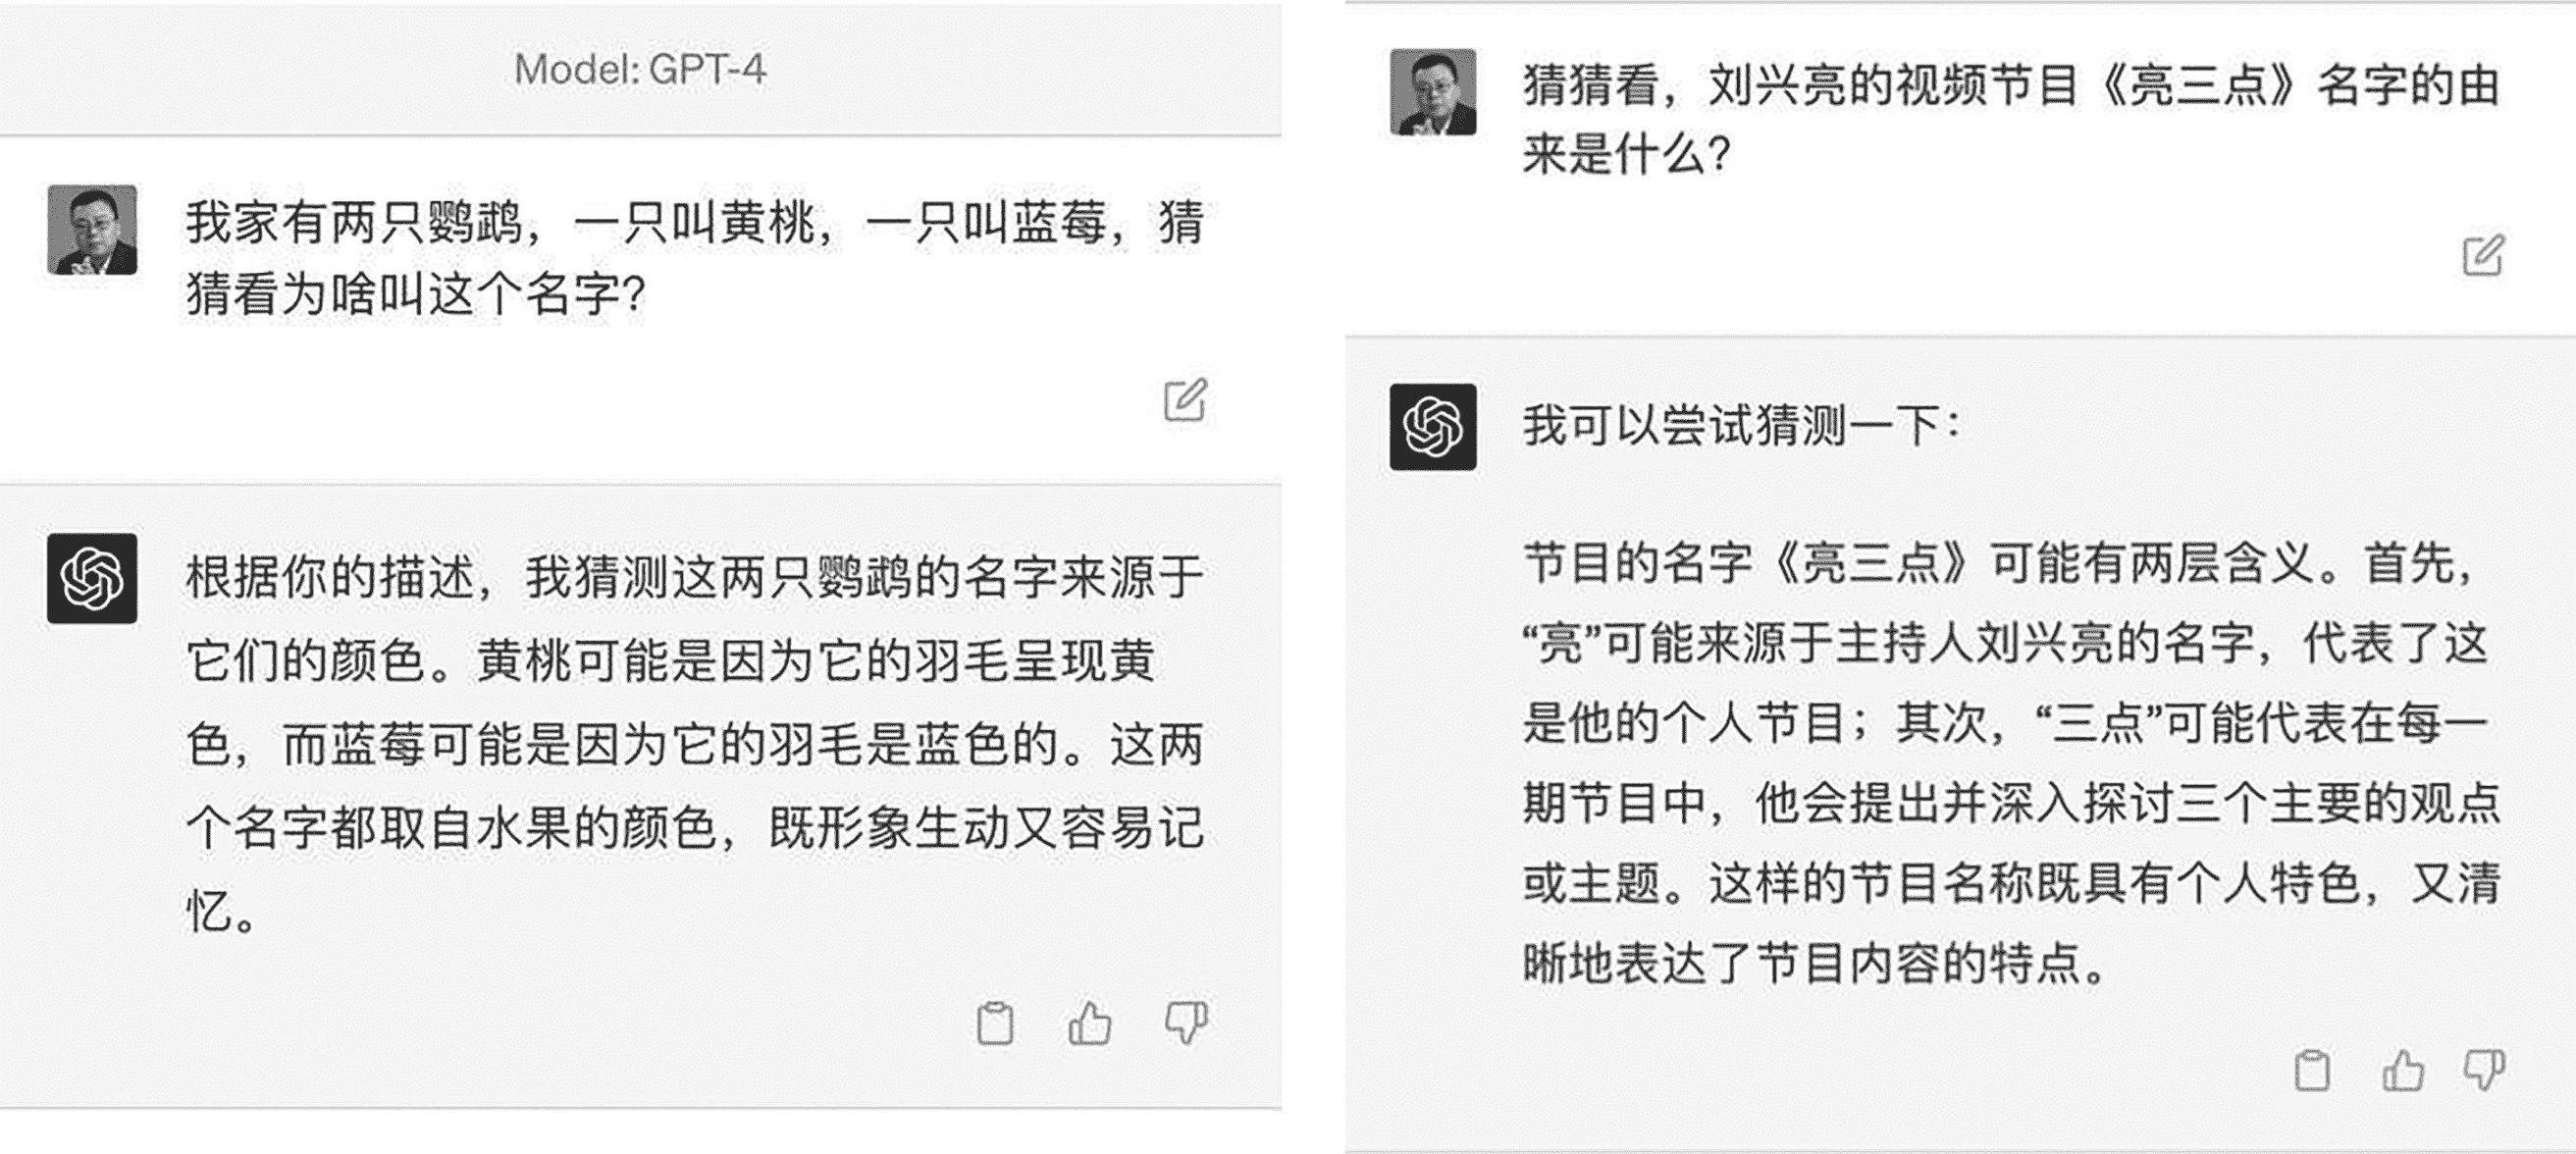 Model: GPT-4
我家有两只鹦鹉，一只叫黄桃，一只叫蓝莓，猜
猜看为啥叫这个名字？
根据你的描述，我猜测这两只鹦鹉的名字来源于
它们的颜色。黄桃可能是因为它的羽毛呈现黄
色，而蓝莓可能是因为它的羽毛是蓝色的。这两
个名字都取自水果的颜色，既形象生动又容易记
忆。
猜猜看，刘兴亮的视频节目《亮三点》名字的由
来是什么？
我可以尝试猜测一下：
节目的名字《亮三点》可能有两层含义。首先，
“亮”可能来源于主持人刘兴亮的名字，代表了这
是他的个人节目；其次，“三点”可能代表在每一
期节目中，他会提出并深入探讨三个主要的观点
或主题。这样的节目名称既具有个人特色，又清
晰地表达了节目内容的特点。